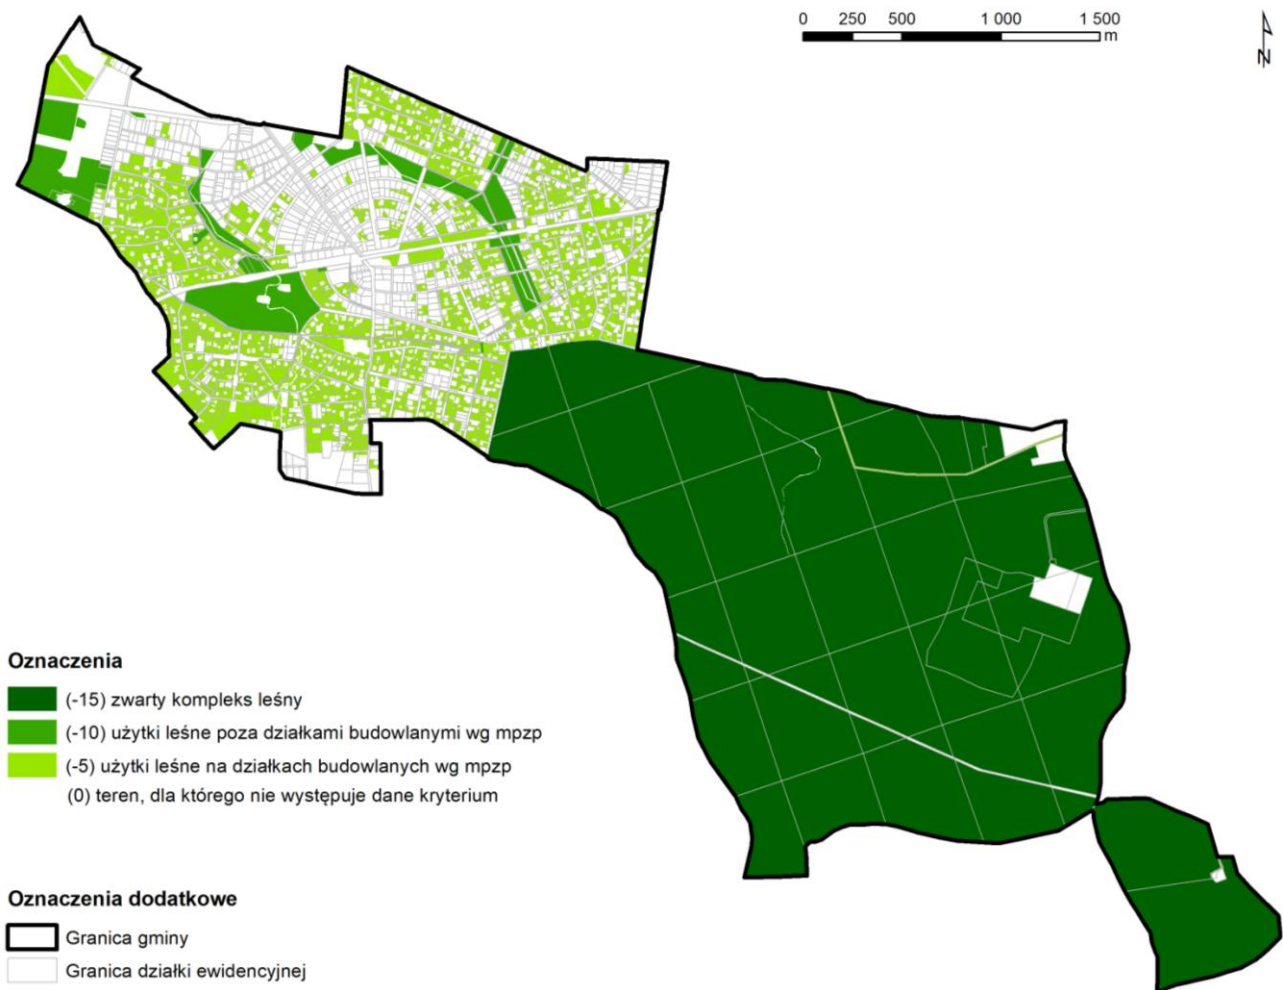 0 250 500 1 000 1 500
m
N
Oznaczenia
(-15) zwarty kompleks leśny
(-10) użytki leśne poza działkami budowlanymi wg mpzp
(-5) użytki leśne na działkach budowlanych wg mpzp
(0) teren, dla którego nie występuje dane kryterium
Oznaczenia dodatkowe
Granica gminy
Granica działki ewidencyjnej